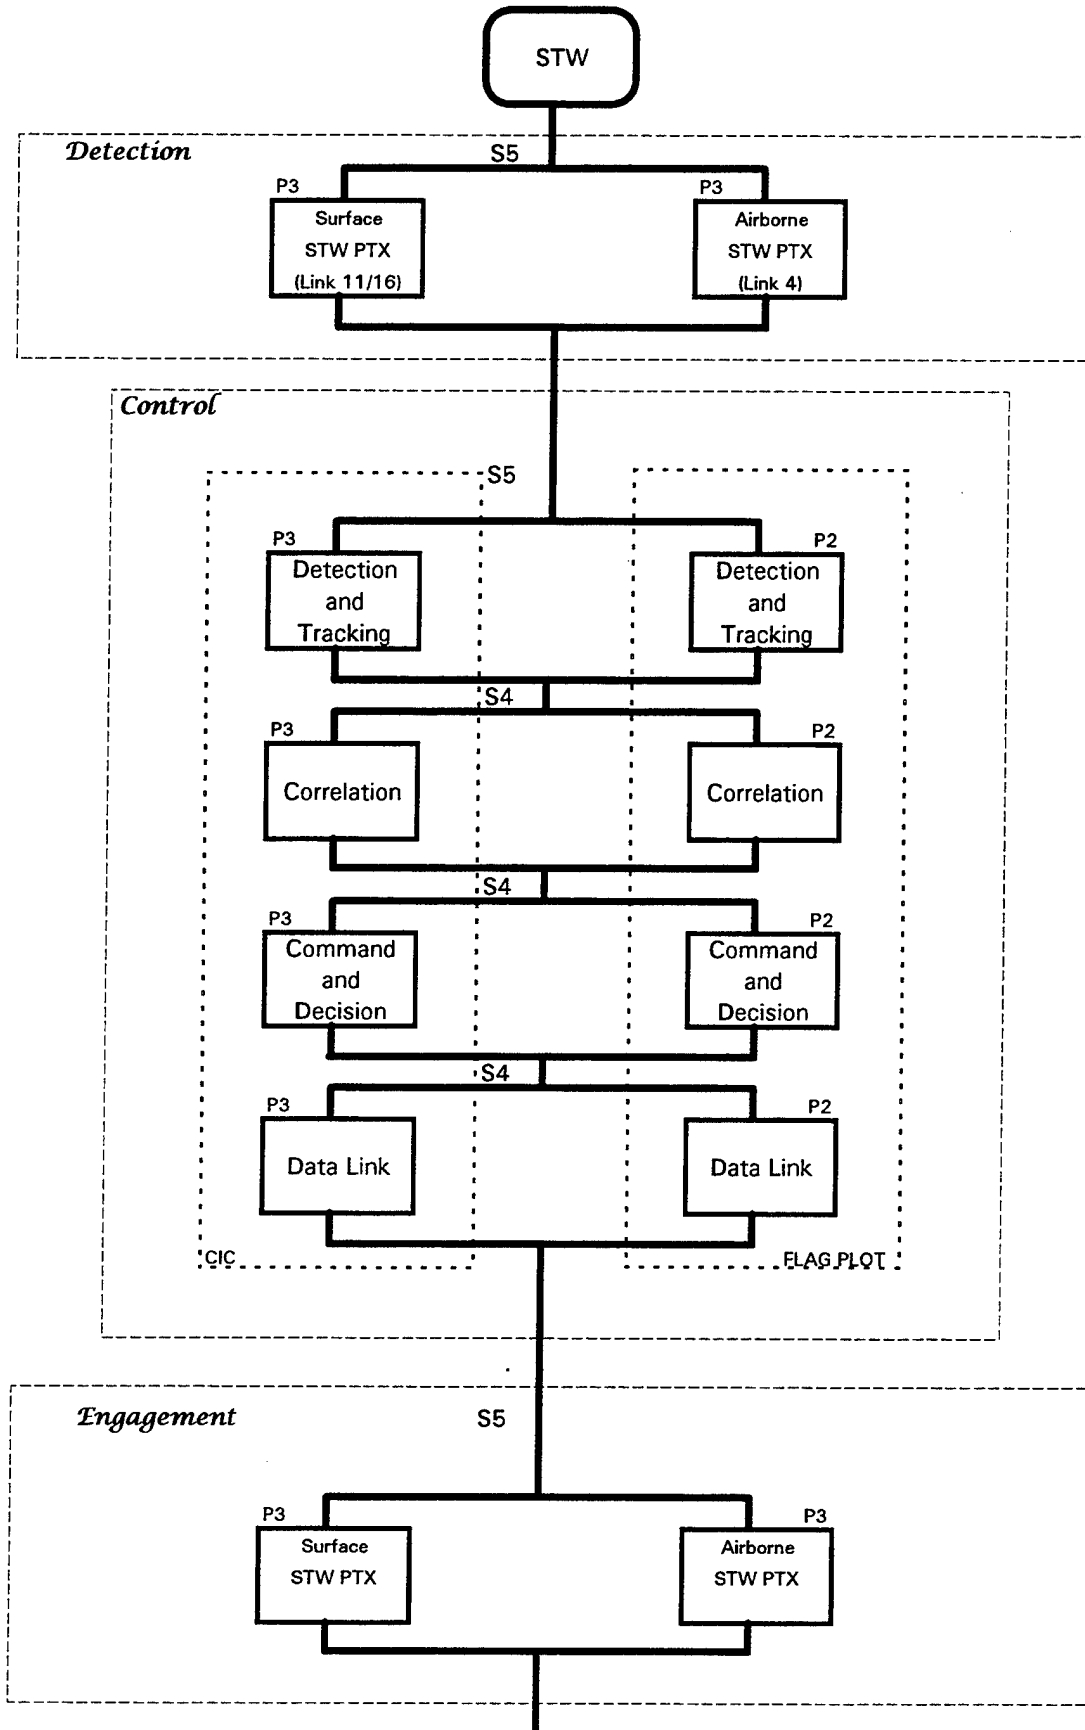 STW
Detection
S5
P3
P3
Surface
STW PTX
(Link 11/16)
Airborne
STW PTX
(Link 4)
Control
S5
P3
P2
Detection
and
Tracking
Detection
and
Tracking
S4
P3
P2
Correlation
Correlation
S4
P3
P2
Command
and
Decision
Command
and
Decision
S4
P3
P2
Data Link
Data Link
CIC
FLAG PLOT
Engagement
S5
P3
P3
Surface
STW PTX
Airborne
STW PTX